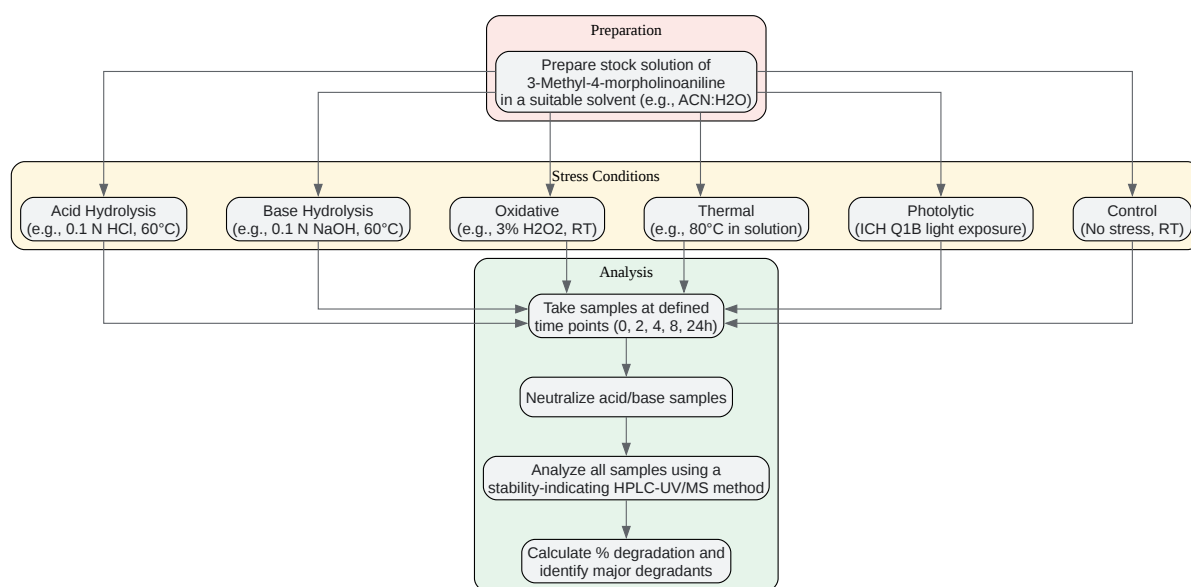 Preparation
Prepare stock solution of
3-Methyl-4-morpholinoaniline
in a suitable solvent (e.g., ACN:H2O)
Stress Conditions
Acid Hydrolysis
(e.g., 0.1 N HCl, 60°C)
Base Hydrolysis
(e.g., 0.1 N NaOH, 60°C)
Oxidative
(e.g., 3% H2O2, RT)
Thermal
(e.g., 80°C in solution)
Photolytic
(ICH Q1B light exposure)
Control
(No stress, RT)
Analysis
Take samples at defined
time points (0, 2, 4, 8, 24h)
Neutralize acid/base samples
Analyze all samples using a
stability-indicating HPLC-UV/MS method
Calculate % degradation and
identify major degradants